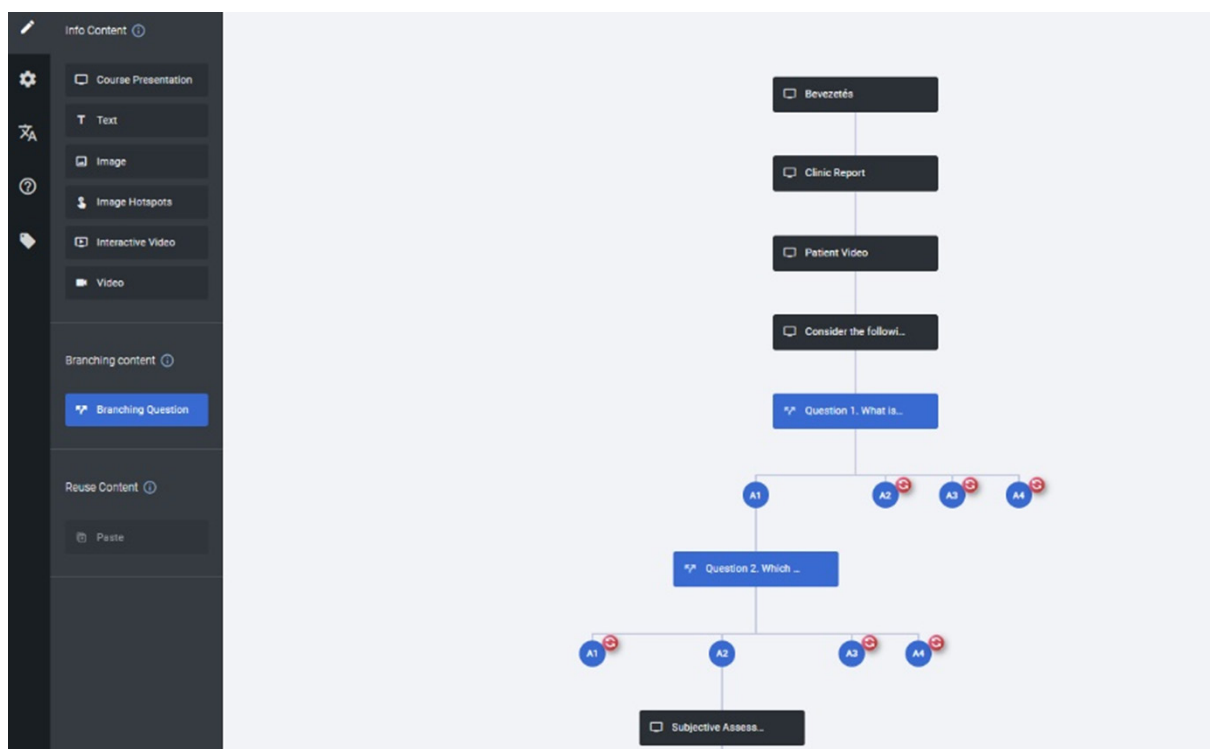 Info Content
Course Presentation
Text
Image
Image Hotspots
Interactive Video
Video
Branching content
Branching Question
Reuse Content
Paste
Bevezetés
Clinic Report
Patient Video
Consider the followi...
Question 1. What is...
A1
A2
A3
A4
Question 2. Which ...
A1
A2
A3
A4
Subjective Assess...